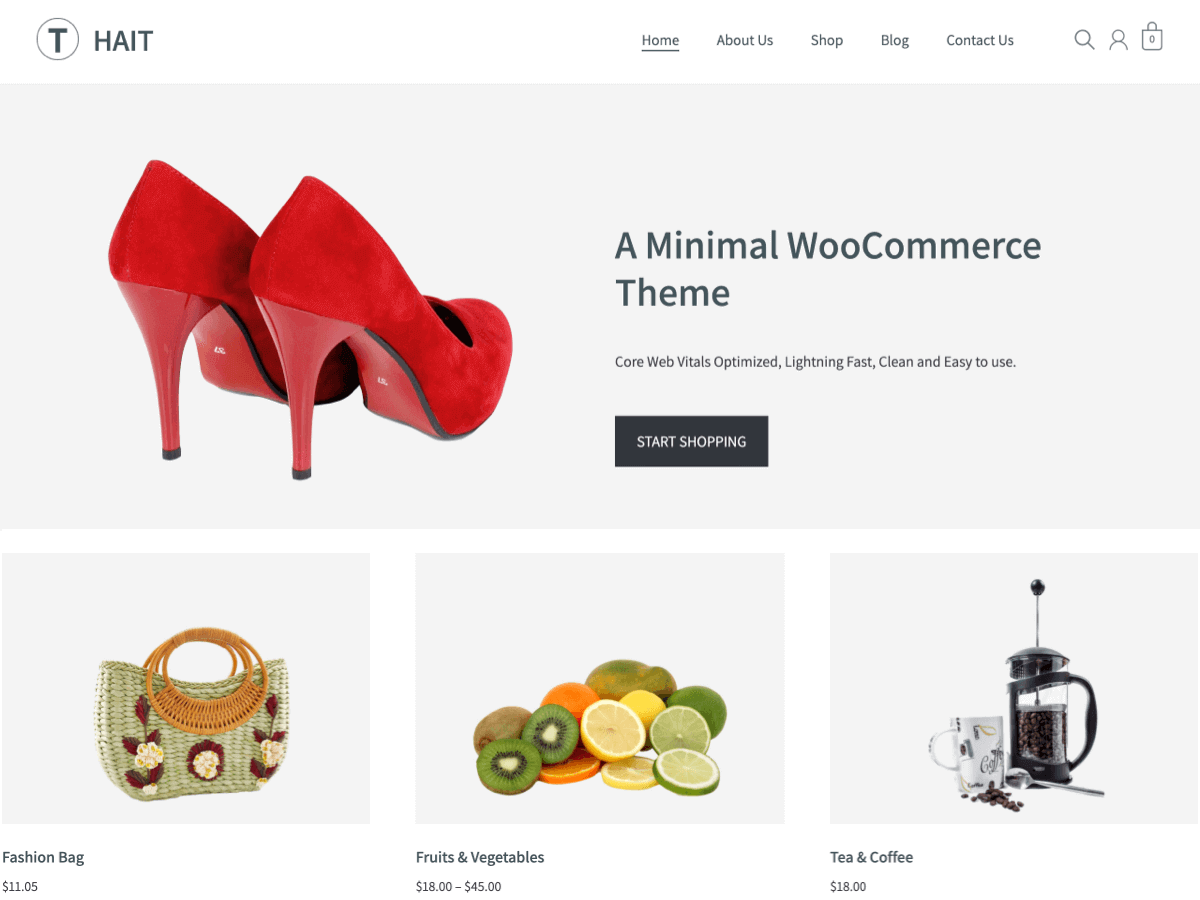 T HAIT
Home About Us Shop Blog Contact Us 0
A Minimal WooCommerce
Theme
Core Web Vitals Optimized, Lightning Fast, Clean and Easy to use.
START SHOPPING
Coffee
Fashion Bag Fruits & Vegetables Tea & Coffee
$11.05 $18.00 – $45.00 $18.00